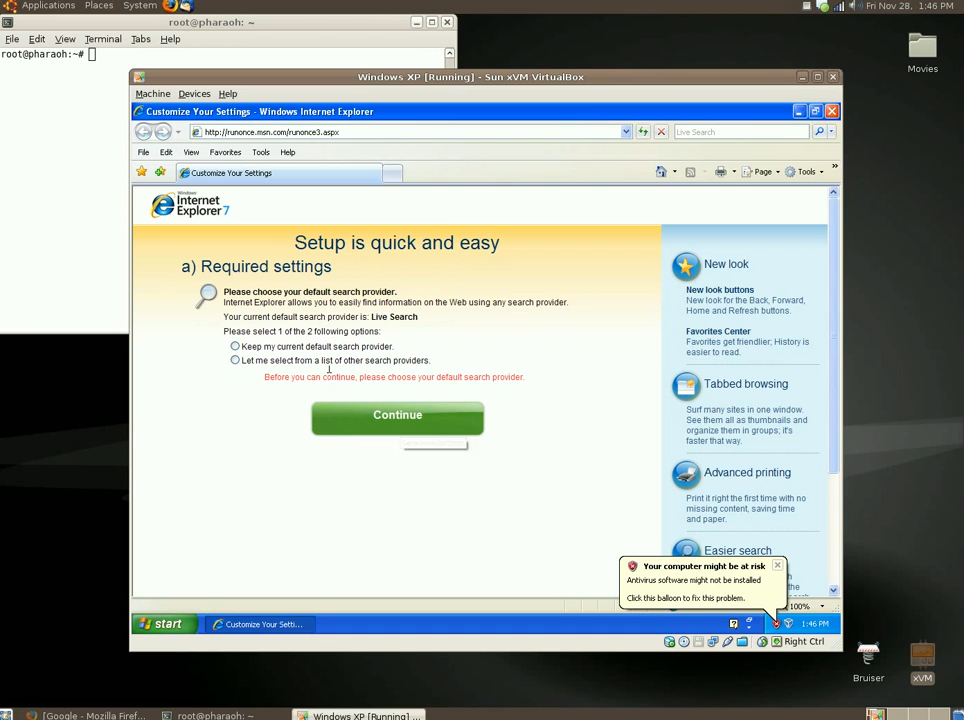 Applications Places System Fri Nov 28, 1:46 PM
root@pharaoh: ~
File Edit View Terminal Tabs Help
root@pharaoh:~#
Movies
Windows XP [Running] - Sun xVM VirtualBox
Machine Devices Help
Customize Your Settings - Windows Internet Explorer
http://runonce.msn.com/runonce3.aspx
Live Search
File Edit View Favorites Tools Help
Customize Your Settings
Page Tools »
Windows
Internet
Explorer 7
Setup is quick and easy
a) Required settings
Please choose your default search provider.
Internet Explorer allows you to easily find information on the Web using any search provider.
Your current default search provider is: Live Search
Please select 1 of the 2 following options:
Keep my current default search provider.
Let me select from a list of other search providers.
Before you can continue, please choose your default search provider.
Continue
New look
New look buttons
New look for the Back, Forward,
Home and Refresh buttons.
Favorites Center
Favorites get friendlier; History is
easier to read.
Tabbed browsing
Surf many sites in one window.
See them all as thumbnails and
organize them in groups; it's
faster that way.
Advanced printing
Print it right the first time with no
missing content, saving time
and paper.
Easier search
Your computer might be at risk
Antivirus software might not be installed
Click this balloon to fix this problem.
100%
start
Customize Your Setti...
1:46 PM
Right Ctrl
Bruiser
xVM
[Google - Mozilla Firef...
root@pharaoh: ~
Windows XP [Running] ...